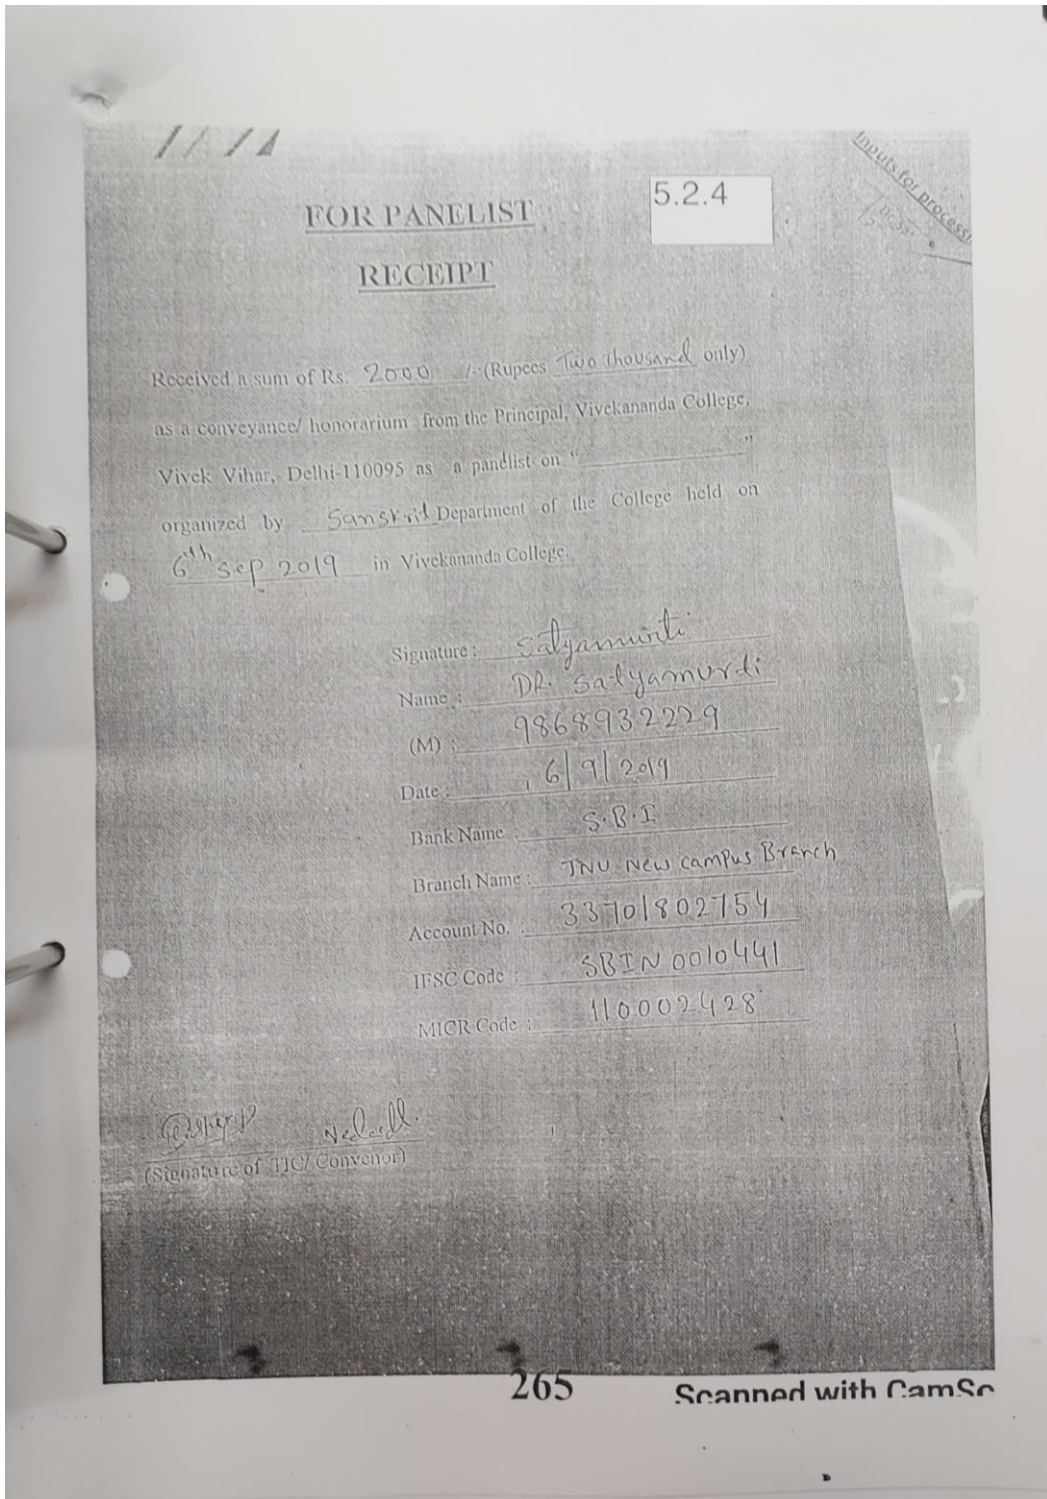 Inputs for processi
5.2.4
FOR PANELIST
RECEIPT
Received a sum of Rs. 2000 /- (Rupees Two thousand only)
as a conveyance/ honorarium from the Principal, Vivekananda College,
Vivek Vihar, Delhi-110095 as a panelist on "____________"
organized by Sanskrit Department of the College held on
6th Sep 2019 in Vivekananda College.
Signature : Satyamurti
Name : DR. Satyamurti
(M) : 9868932229
Date : 6/9/2019
Bank Name : S.B.I
Branch Name : JNU New campus Branch
Account No. : 33701802754
IFSC Code : SBIN0010441
MICR Code : 110002428
(Signature of TIC/ Convenor)
265
Scanned with CamSc